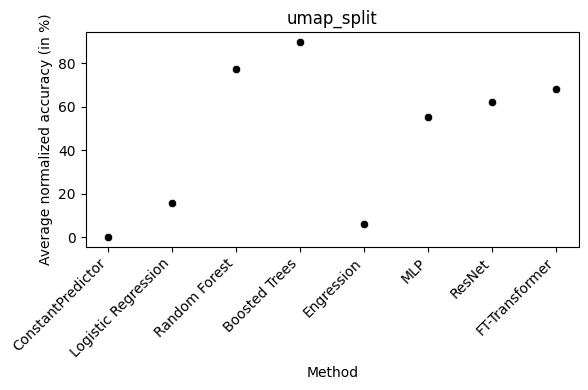 umap_split
Average normalized accuracy (in %)
80
60
40
20
0
ConstantPredictor
Logistic Regression
Random Forest
Boosted Trees
Engression
MLP
ResNet
FT-Transformer
Method